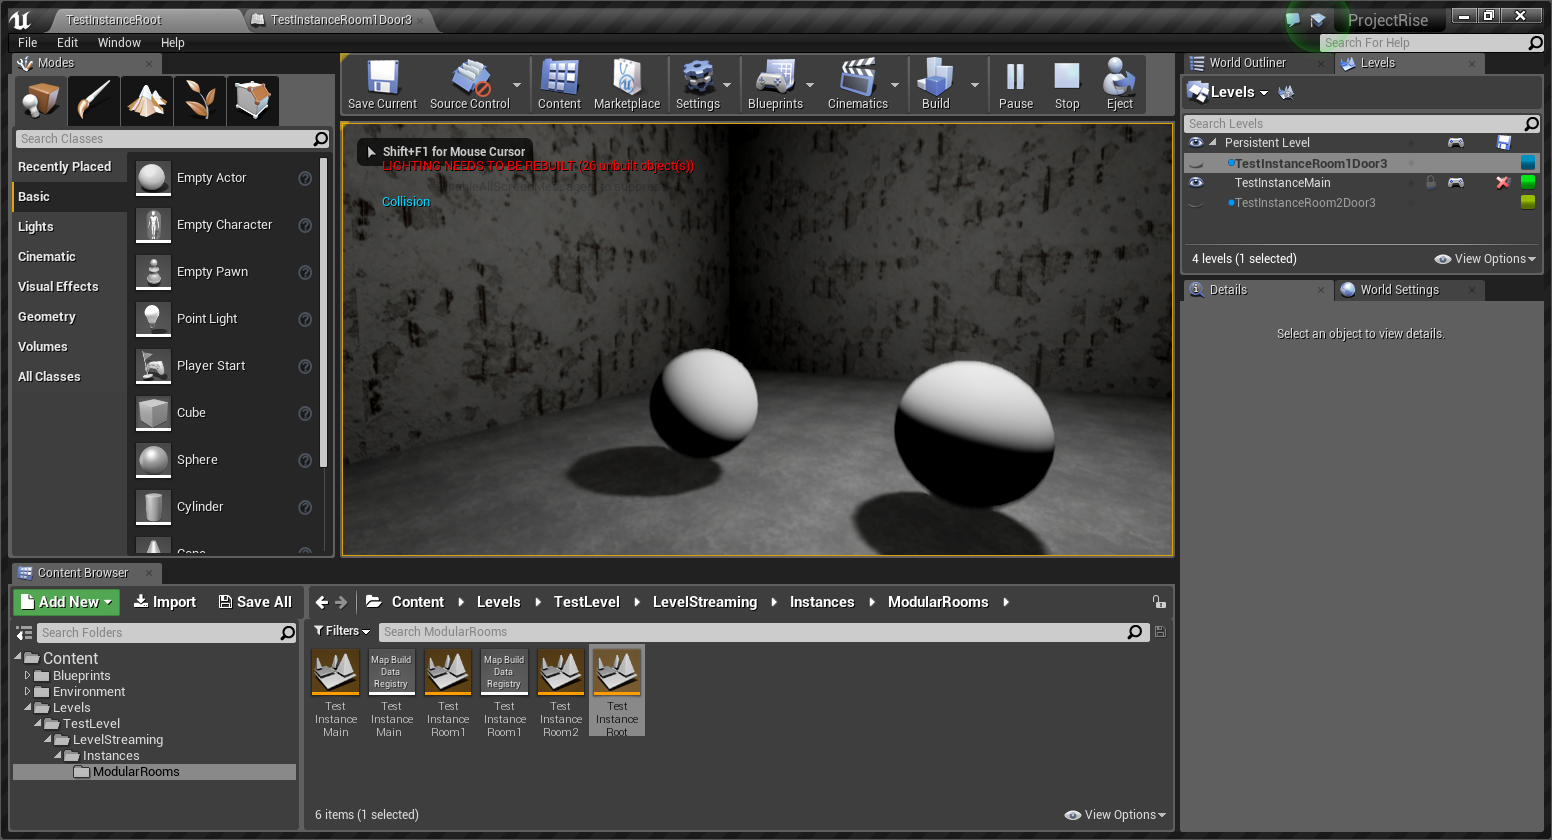 TestInstanceRoot
TestInstanceRoom1Door3
ProjectRise
File
Edit
Window
Help
Search For Help
Modes
Save Current
Source Control
Content
Marketplace
Settings
Blueprints
Cinematics
Build
Pause
Stop
Eject
World Outliner
Levels
Levels
Search Levels
Persistent Level
TestInstanceRoom1Door3
TestInstanceMain
TestInstanceRoom2Door3
4 levels (1 selected)
View Options
Details
World Settings
Select an object to view details.
Search Classes
Recently Placed
Basic
Lights
Cinematic
Visual Effects
Geometry
Volumes
All Classes
Empty Actor
Empty Character
Empty Pawn
Point Light
Player Start
Cube
Sphere
Cylinder
Cone
Shift+F1 for Mouse Cursor
LIGHTING NEEDS TO BE REBUILT (26 unbuilt object(s))
Collision
Content Browser
Add New
Import
Save All
Content
Levels
TestLevel
LevelStreaming
Instances
ModularRooms
Search Folders
Filters
Search ModularRooms
Content
Blueprints
Environment
Levels
TestLevel
LevelStreaming
Instances
ModularRooms
Test
Instance
Main
Map Build
Data
Registry
Test
Instance
Main
Test
Instance
Room1
Map Build
Data
Registry
Test
Instance
Room1
Test
Instance
Room2
Test
Instance
Root
6 items (1 selected)
View Options